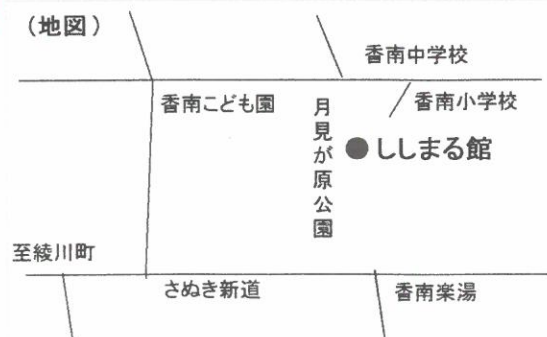 (地図)
香南中学校
香南こども園
香南小学校
月見が原公園
●ししまる館
至綾川町
さぬき新道
香南楽湯